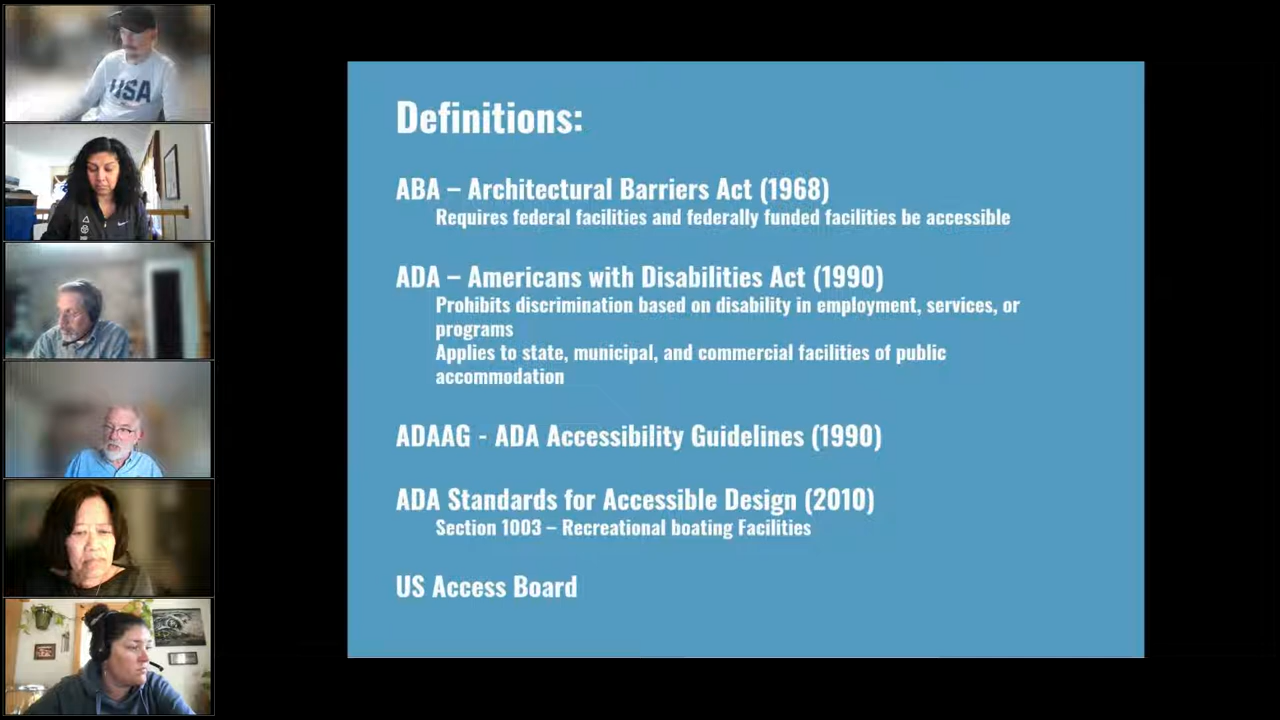 USA
Definitions:
ABA – Architectural Barriers Act (1968)
Requires federal facilities and federally funded facilities be accessible
ADA – Americans with Disabilities Act (1990)
Prohibits discrimination based on disability in employment, services, or
programs
Applies to state, municipal, and commercial facilities of public
accommodation
ADAAG - ADA Accessibility Guidelines (1990)
ADA Standards for Accessible Design (2010)
Section 1003 – Recreational boating Facilities
US Access Board